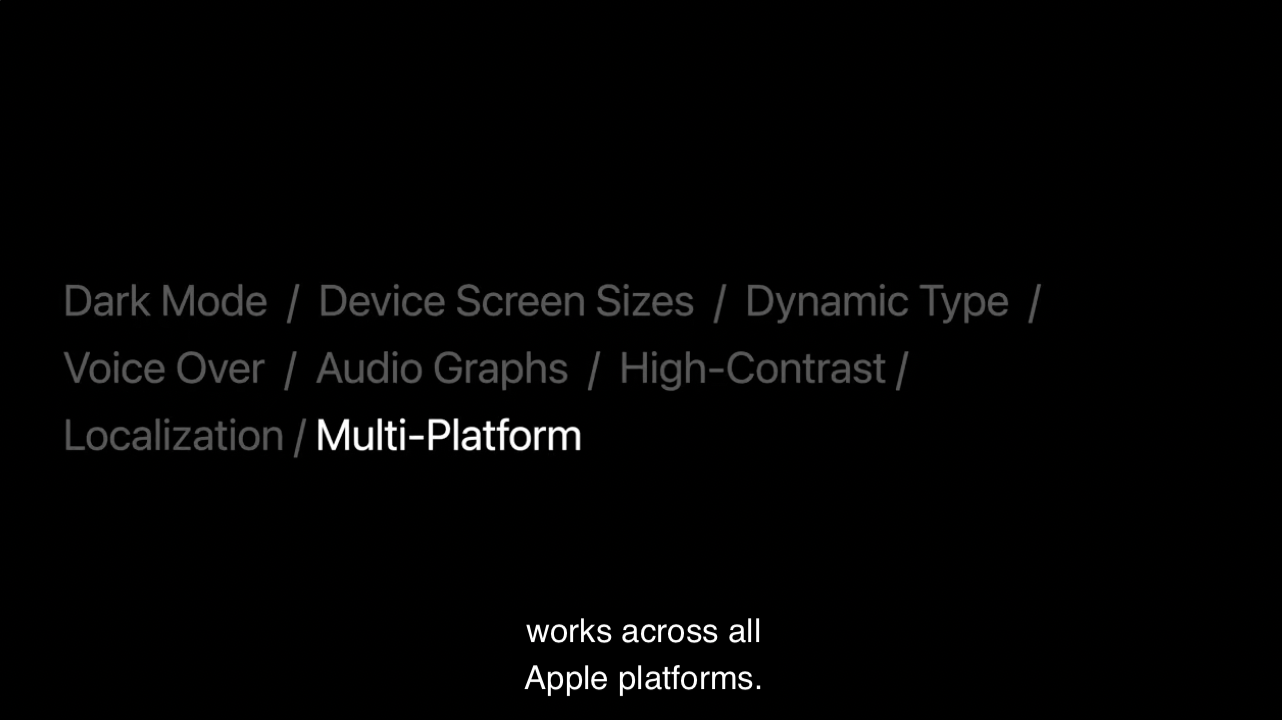 Dark Mode / Device Screen Sizes / Dynamic Type /
Voice Over / Audio Graphs / High-Contrast /
Localization / Multi-Platform
works across all
Apple platforms.